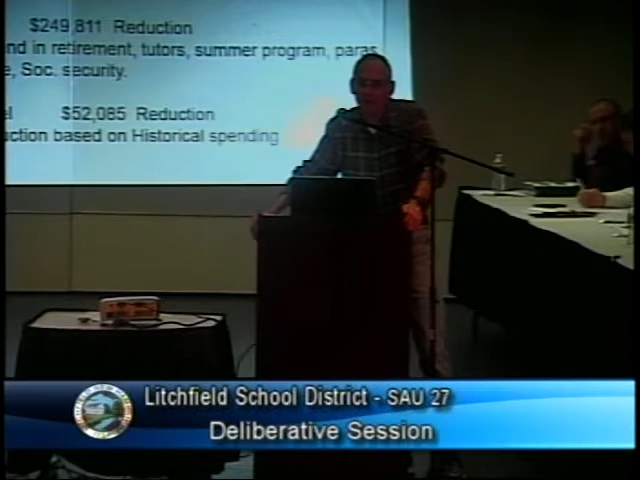 $249,811 Reduction
nd in retirement, tutors, summer program, paras
e, Soc. security.
el $52,085 Reduction
uction based on Historical spending
Litchfield School District - SAU 27
Deliberative Session